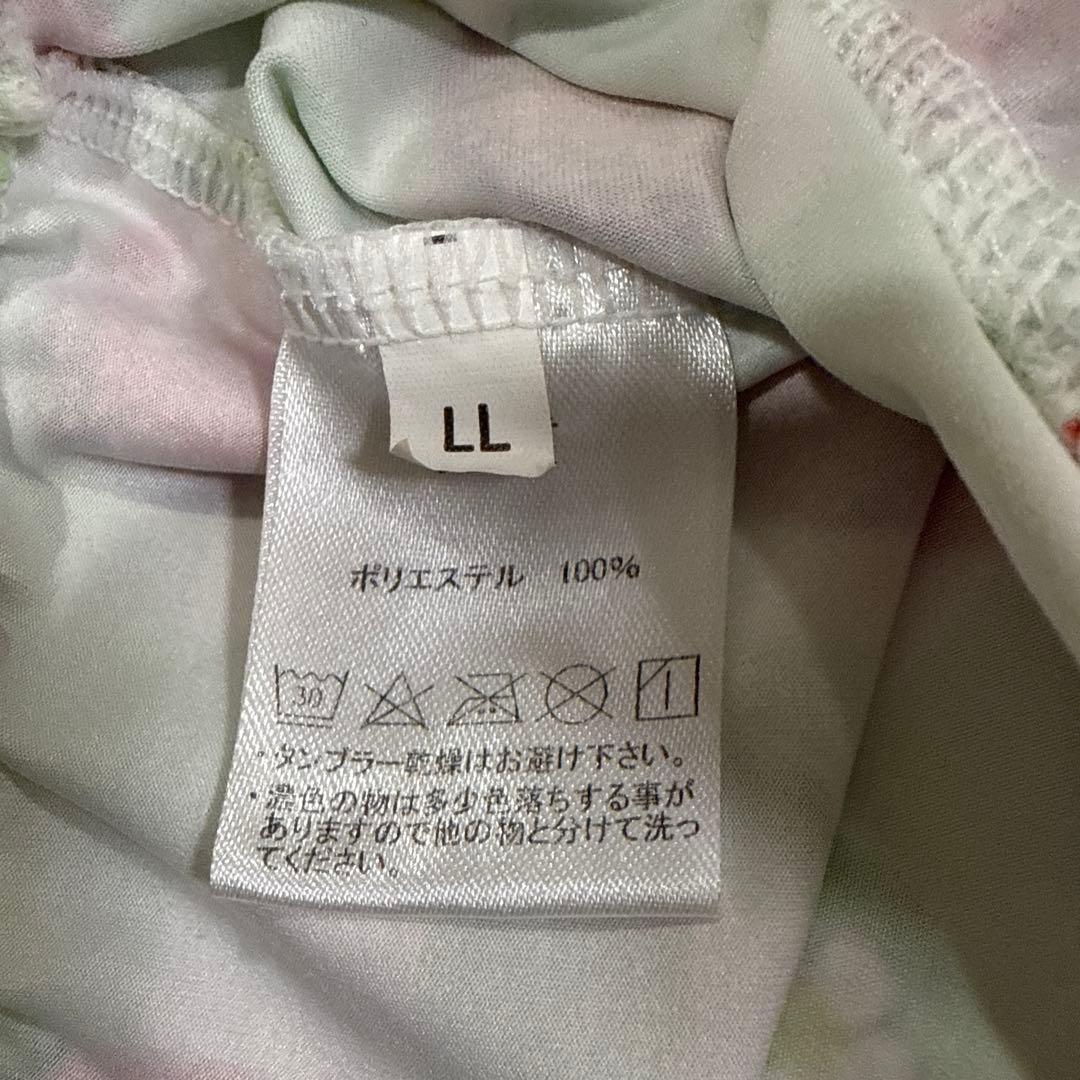 LL
ポリエステル 100%
30
・タンブラー乾燥はお避け下さい。
・濃色の物は多少色落ちする事が
ありますので他の物と分けて洗っ
てください。